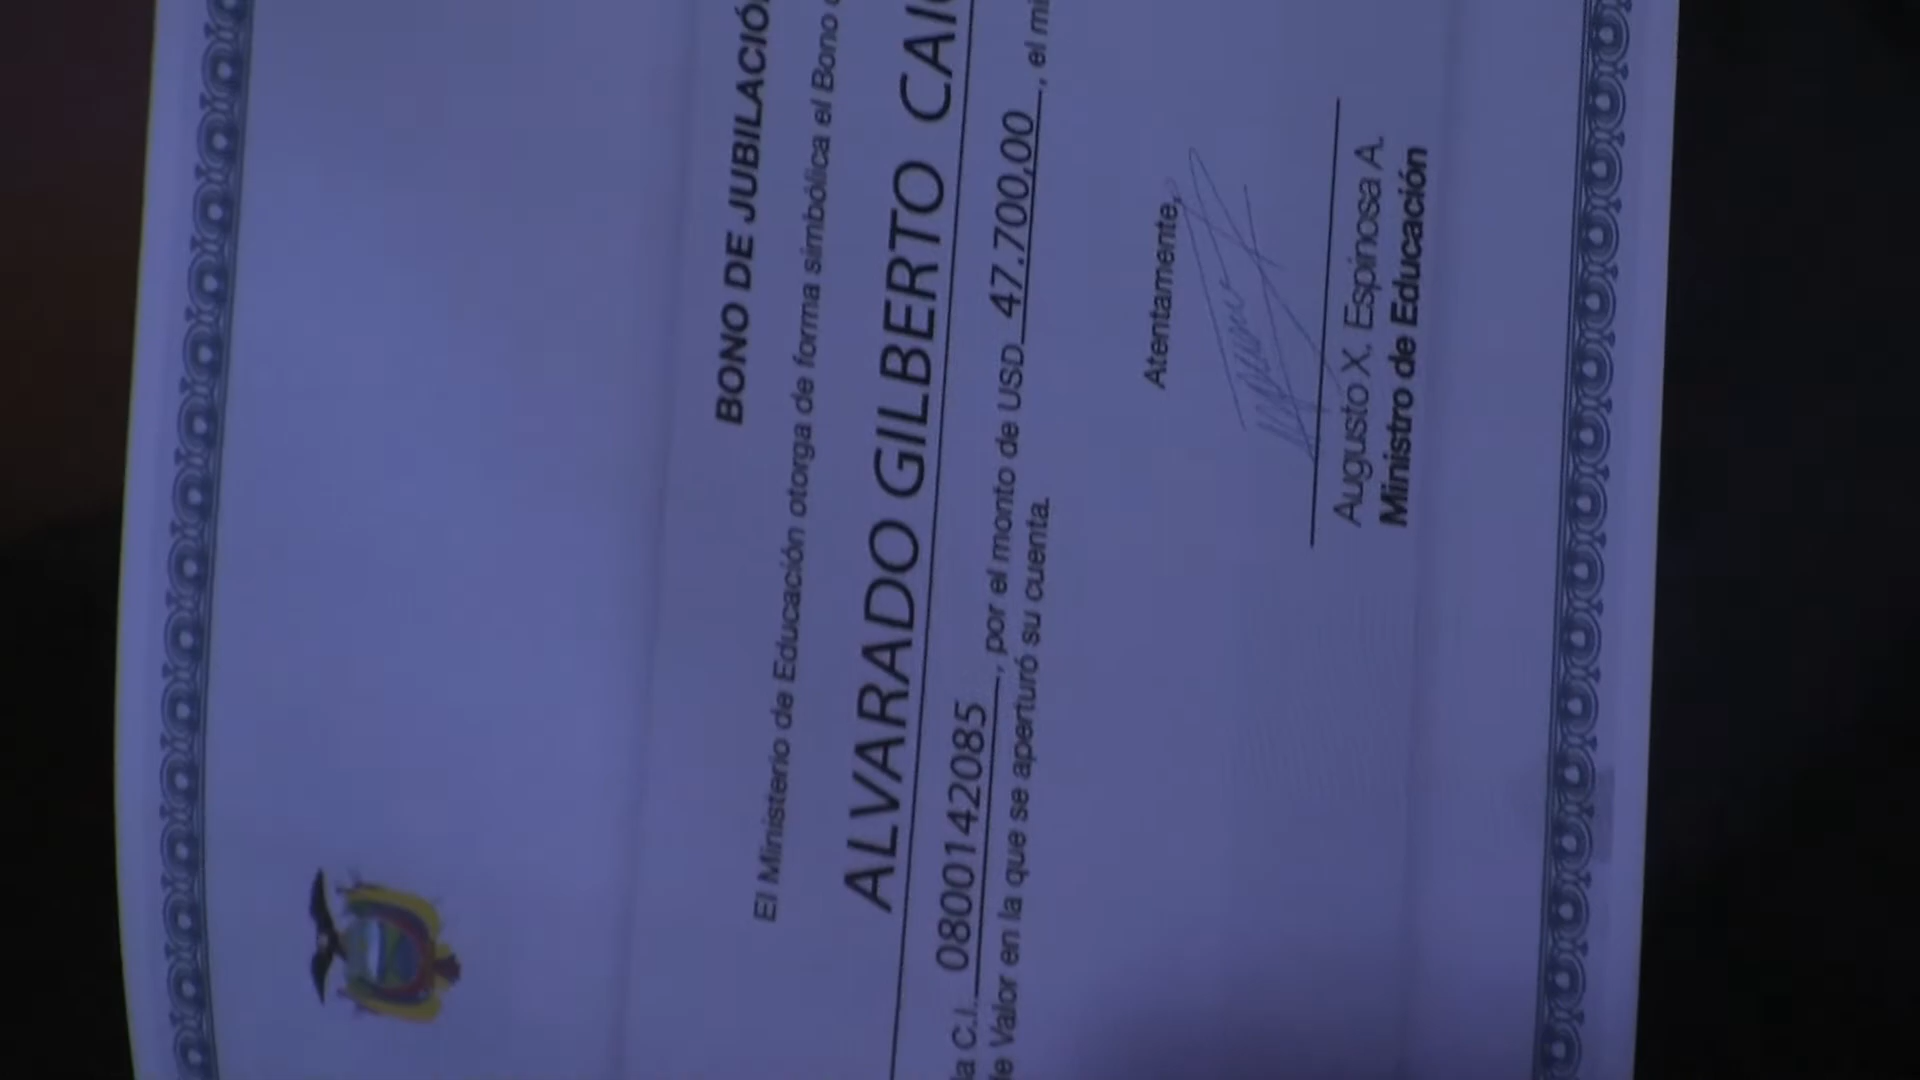 BONO DE JUBILACIÓN
El Ministerio de Educación otorga de forma simbólica el Bono
ALVARADO GILBERTO CAI
la C.I. 0800142085, por el monto de USD 47.700,00, el mi
de Valor en la que se aperturó su cuenta.
Atentamente,
Augusto X. Espinosa A.
Ministro de Educación